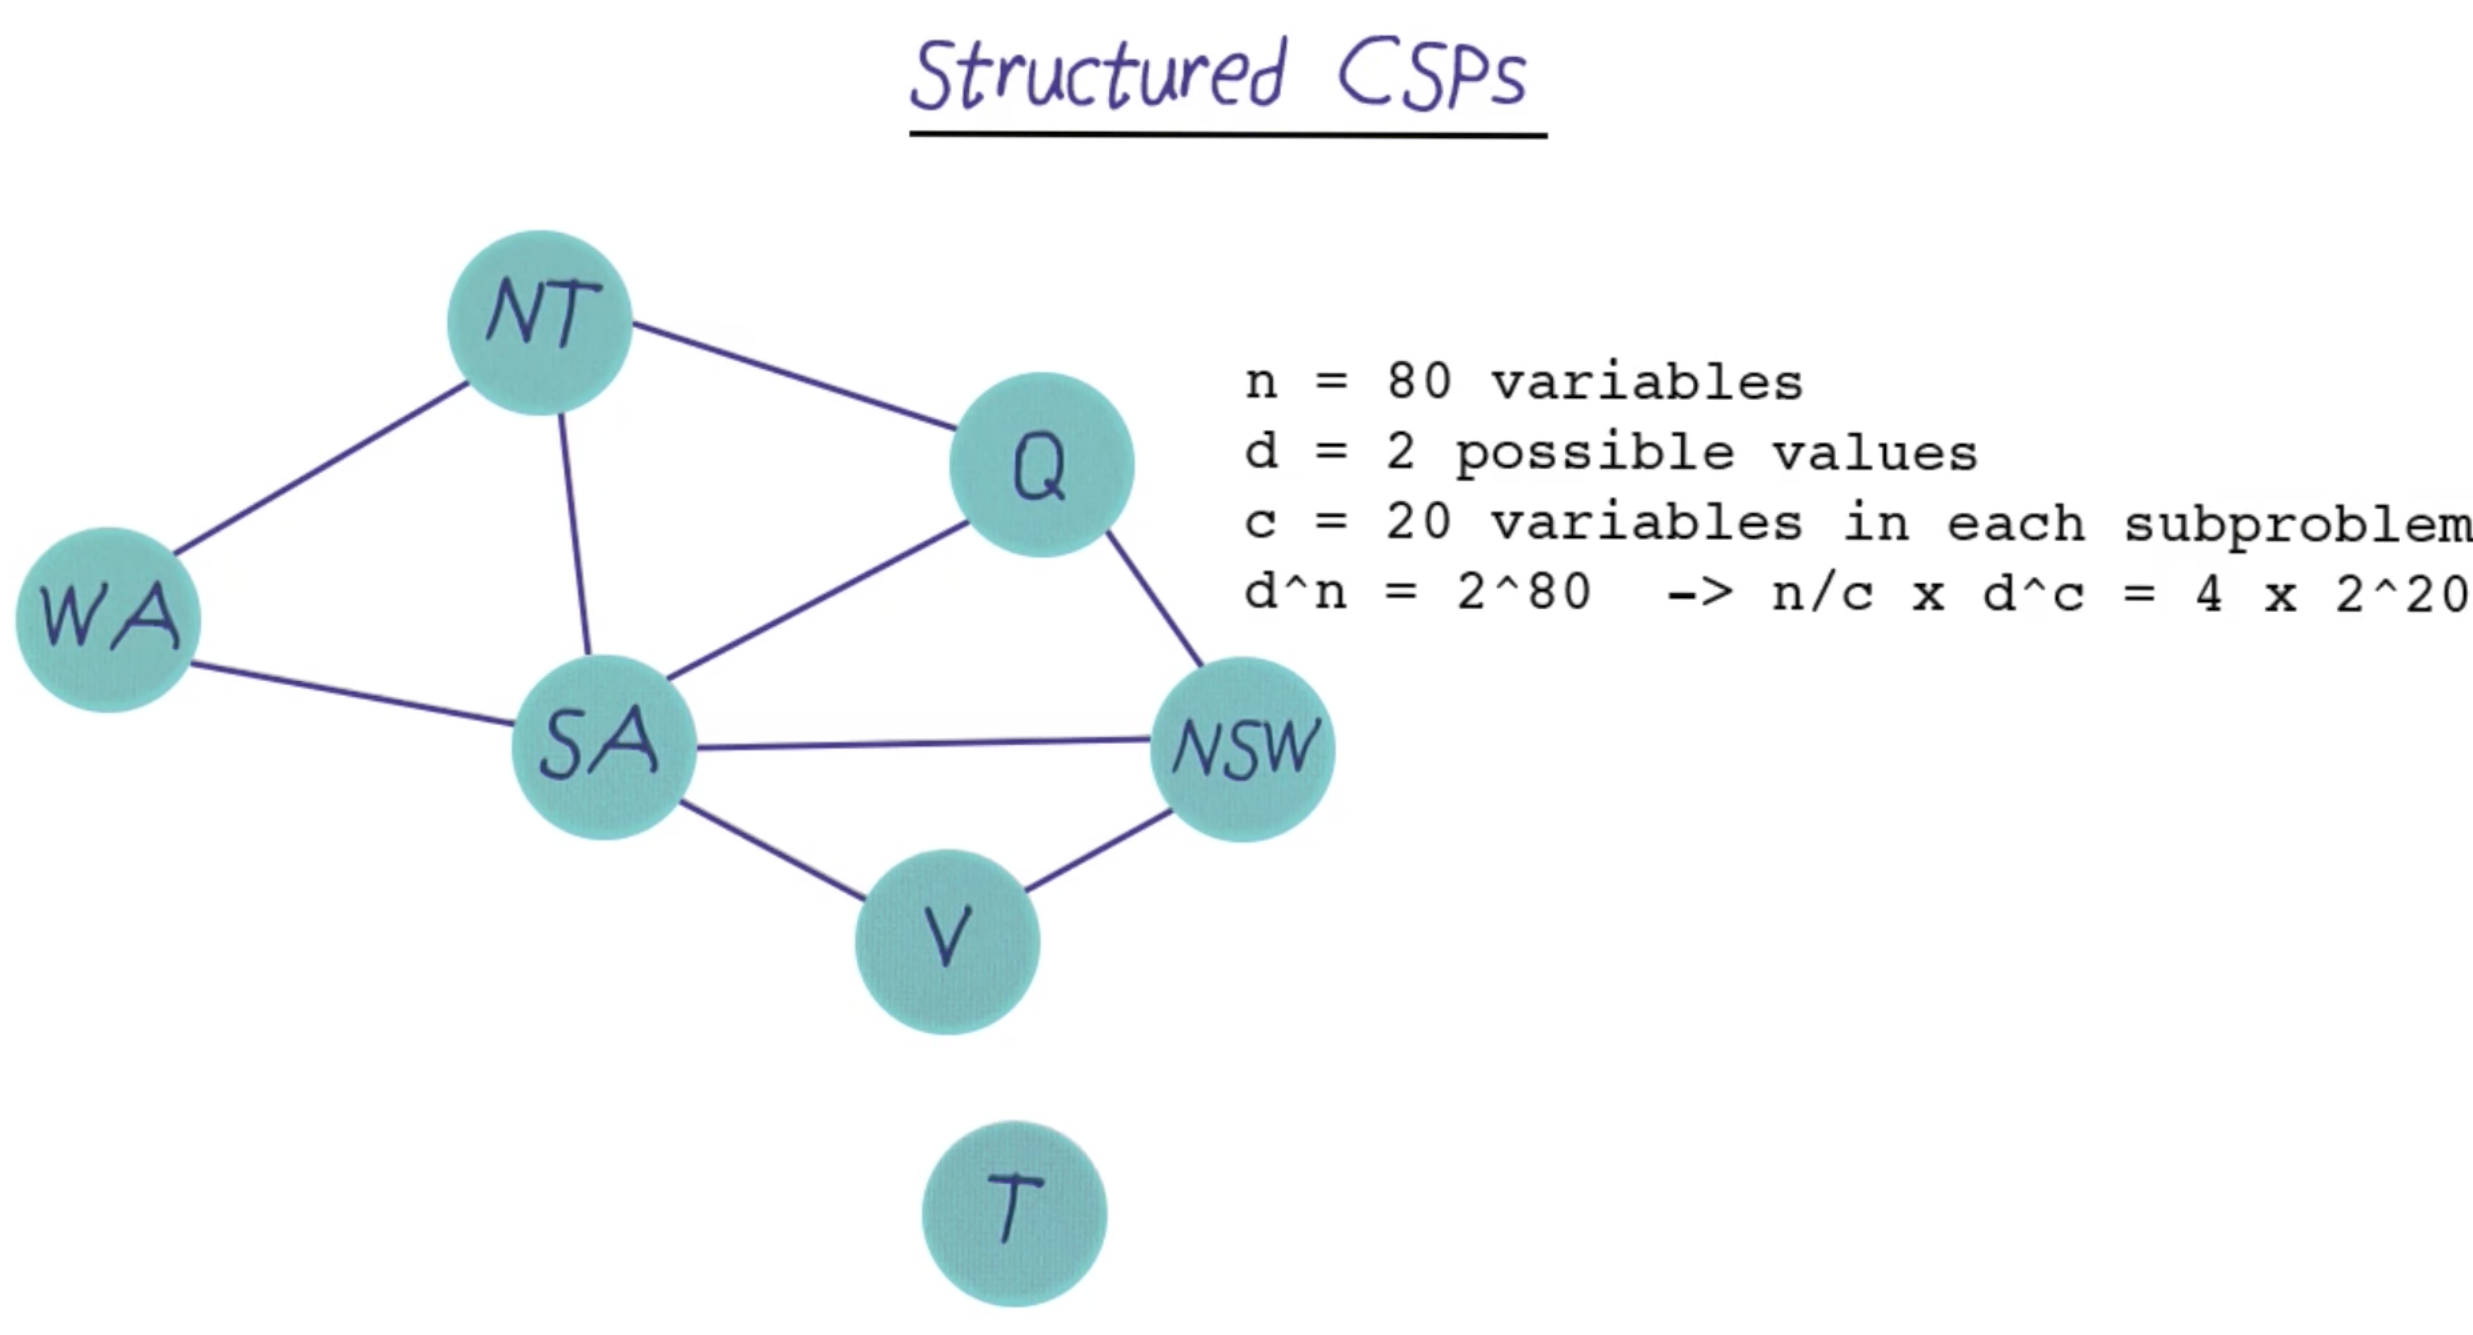 Structured CSPs
NT
Q
n = 80 variables
d = 2 possible values
c = 20 variables in each subproblem
d^n = 2^80 -> n/c x d^c = 4 x 2^20
WA
SA
NSW
V
T